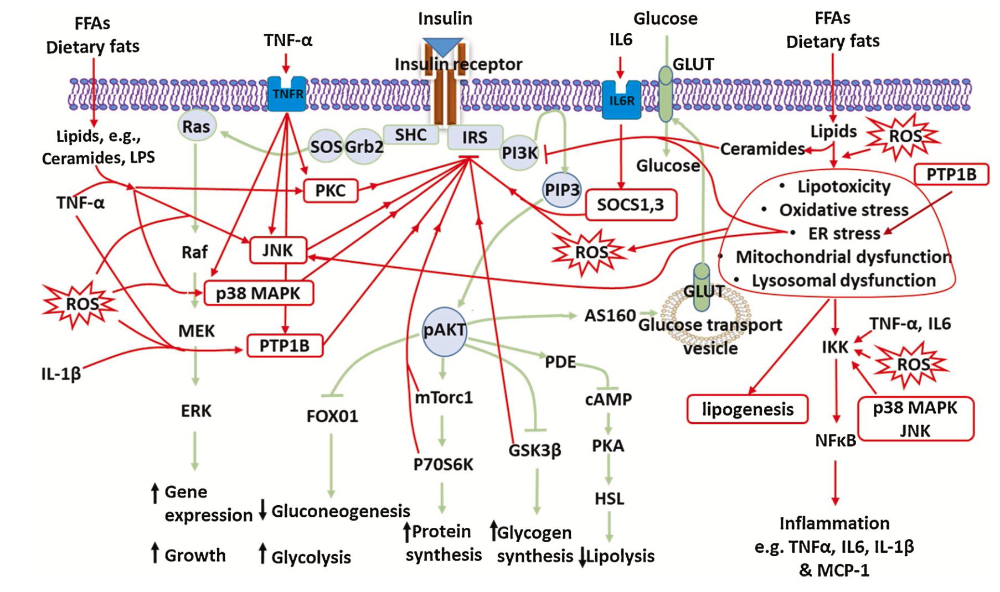 FFAs
Dietary fats
TNF-α
Insulin
Insulin receptor
IL6
Glucose
GLUT
FFAs
Dietary fats
TNFR
IL6R
Ras
Lipids, e.g.,
Ceramides, LPS
SOS
Grb2
SHC
IRS
PI3K
PIP3
Glucose
Ceramides
Lipids
ROS
PTP1B
TNF-α
PKC
SOCS1,3
• Lipotoxicity
• Oxidative stress
• ER stress
• Mitochondrial dysfunction
• Lysosomal dysfunction
Raf
JNK
ROS
p38 MAPK
ROS
GLUT
Glucose transport
vesicle
MEK
PTP1B
pAKT
AS160
TNF-α, IL6
IKK
ROS
IL-1β
PDE
ERK
FOX01
mTorc1
cAMP
lipogenesis
p38 MAPK
JNK
P70S6K
GSK3β
PKA
NFκB
HSL
Gene
expression
Growth
Gluconeogenesis
Glycolysis
Protein
synthesis
Glycogen
synthesis
Lipolysis
Inflammation
e.g. TNFα, IL6, IL-1β
& MCP-1